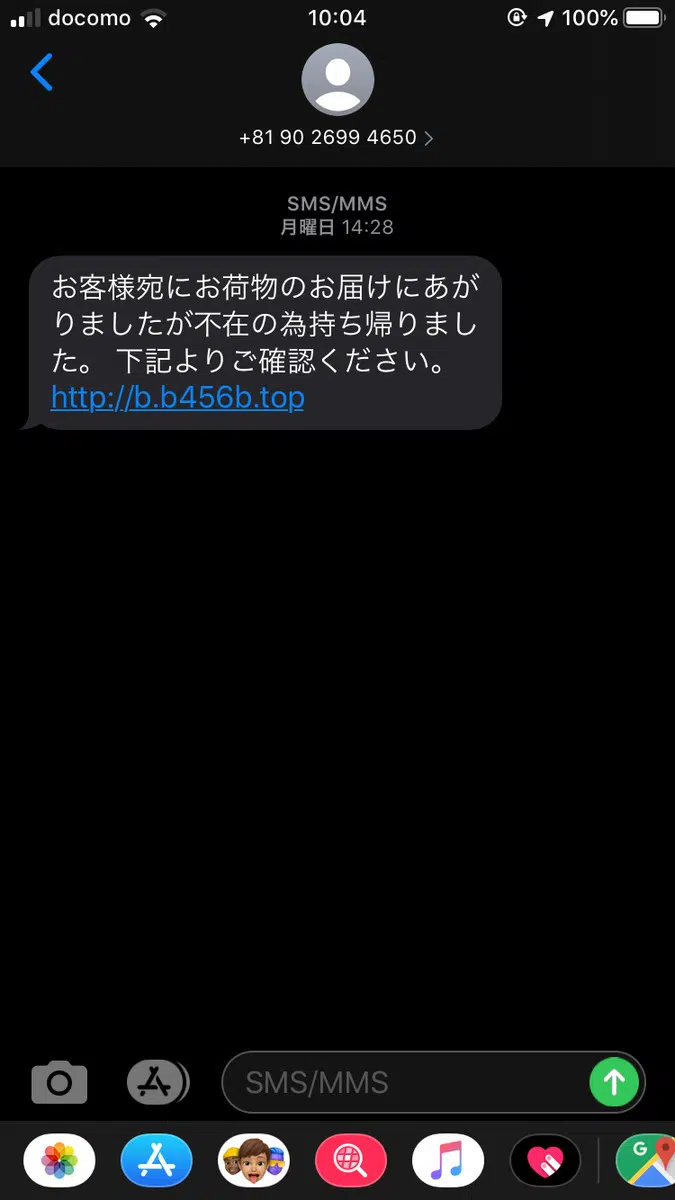 docomo 10:04 100%
+81 90 2699 4650
SMS/MMS
月曜日 14:28
お客様宛にお荷物のお届けにあが
りましたが不在の為持ち帰りまし
た。 下記よりご確認ください。
http://b.b456b.top
SMS/MMS
G